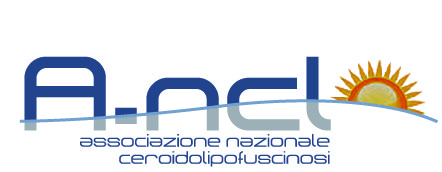 A-ncl
associazione nazionale
ceroidolipofuscinosi